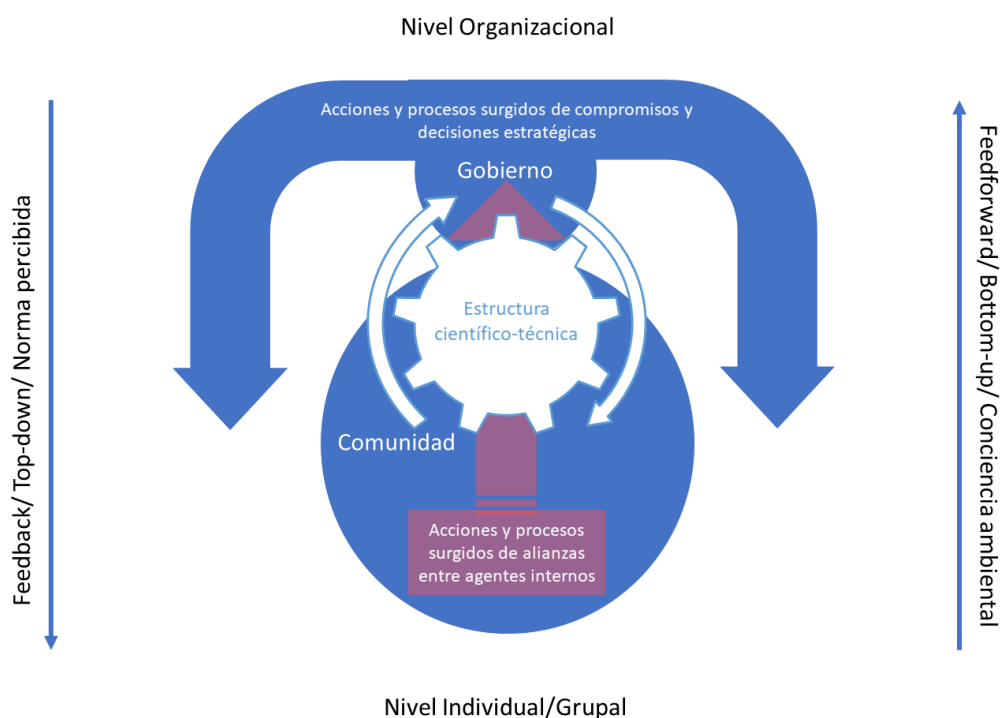 Nivel Organizacional
Acciones y procesos surgidos de compromisos y
decisiones estratégicas
Gobierno
Feedback/ Top-down/ Norma percibida
Feedforward/ Bottom-up/ Conciencia ambiental
Estructura
científico-técnica
Comunidad
Acciones y procesos
surgidos de alianzas
entre agentes internos
Nivel Individual/Grupal